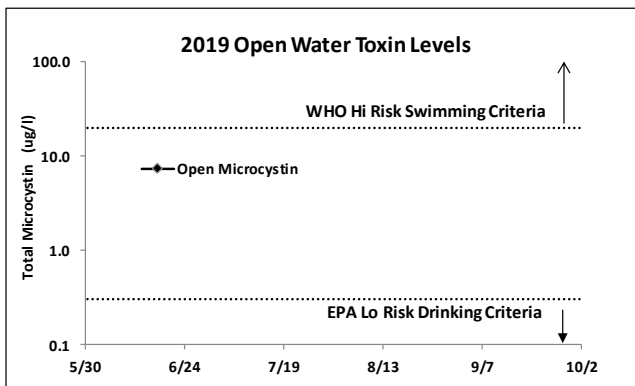 2019 Open Water Toxin Levels
100.0
WHO Hi Risk Swimming Criteria
10.0
Open Microcystin
Total Microcystin (ug/l)
1.0
EPA Lo Risk Drinking Criteria
0.1
5/30 6/24 7/19 8/13 9/7 10/2